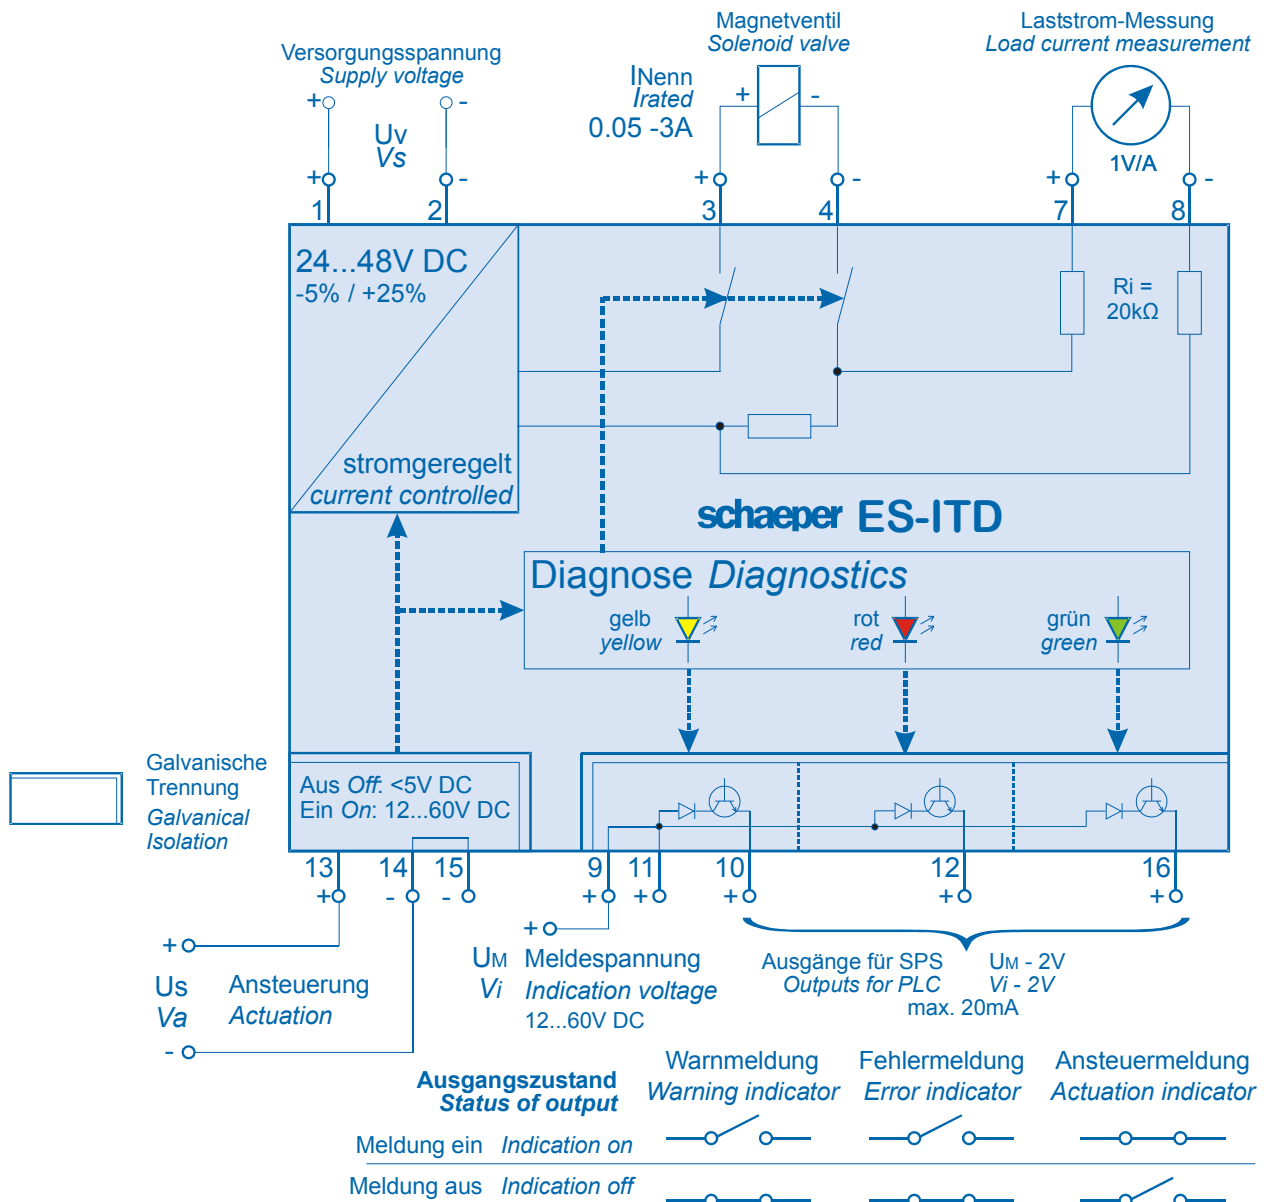 Magnetventil
Solenoid valve
Laststrom-Messung
Load current measurement
Versorgungsspannung
Supply voltage
INenn
Irated
0.05 -3A
+ -
+ -
Uv
Vs
1V/A
+ -
+ -
+ -
1 2 3 4 7 8
24...48V DC
-5% / +25%
Ri =
20kΩ
stromgeregelt
current controlled
schaeper ES-ITD
Diagnose Diagnostics
gelb
yellow
rot
red
grün
green
Galvanische
Trennung
Galvanical
Isolation
Aus Off: <5V DC
Ein On: 12...60V DC
13 14 15 9 11 10 12 16
+ - - + + + + +
+
+
Us Ansteuerung
Va Actuation
-
UM Meldespannung
Vi Indication voltage
12...60V DC
Ausgänge für SPS UM - 2V
Outputs for PLC Vi - 2V
max. 20mA
Ausgangszustand
Status of output
Warnmeldung
Warning indicator
Fehlermeldung
Error indicator
Ansteuermeldung
Actuation indicator
Meldung ein Indication on
Meldung aus Indication off